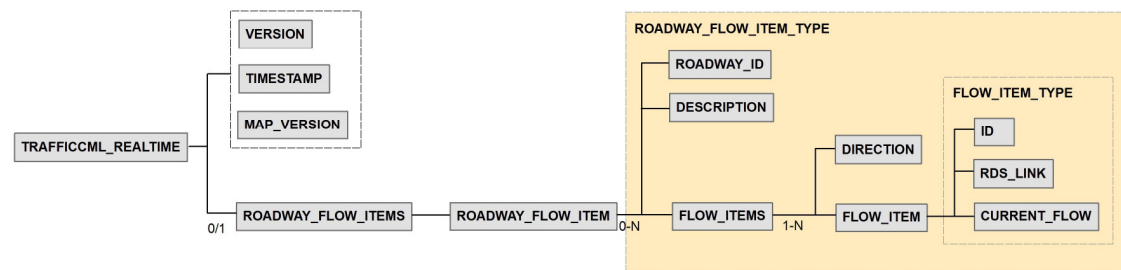 VERSION
TIMESTAMP
MAP_VERSION
TRAFFICCML_REALTIME
0/1
ROADWAY_FLOW_ITEMS
ROADWAY_FLOW_ITEM
0-N
ROADWAY_FLOW_ITEM_TYPE
ROADWAY_ID
DESCRIPTION
FLOW_ITEMS
1-N
DIRECTION
FLOW_ITEM
FLOW_ITEM_TYPE
ID
RDS_LINK
CURRENT_FLOW